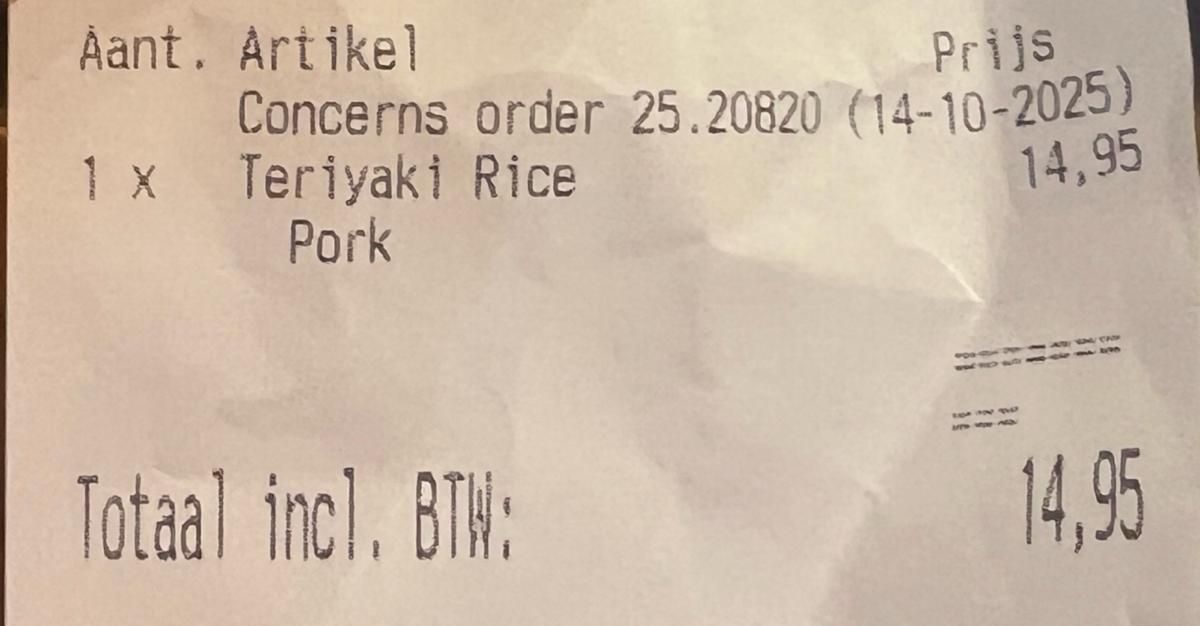 Aant. Artikel Prijs
Concerns order 25.20820 (14-10-2025)
1 x Teriyaki Rice 14,95
Pork
=======
===
Totaal incl. BTW: 14,95